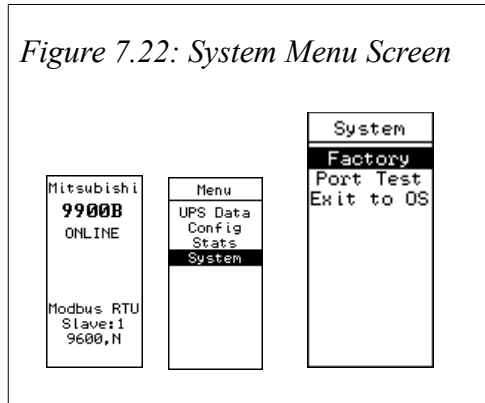 Figure 7.22: System Menu Screen
Mitsubishi
9900B
ONLINE
Modbus RTU
Slave:1
9600,N
Menu
UPS Data
Config
Stats
System
System
Factory
Port Test
Exit to OS